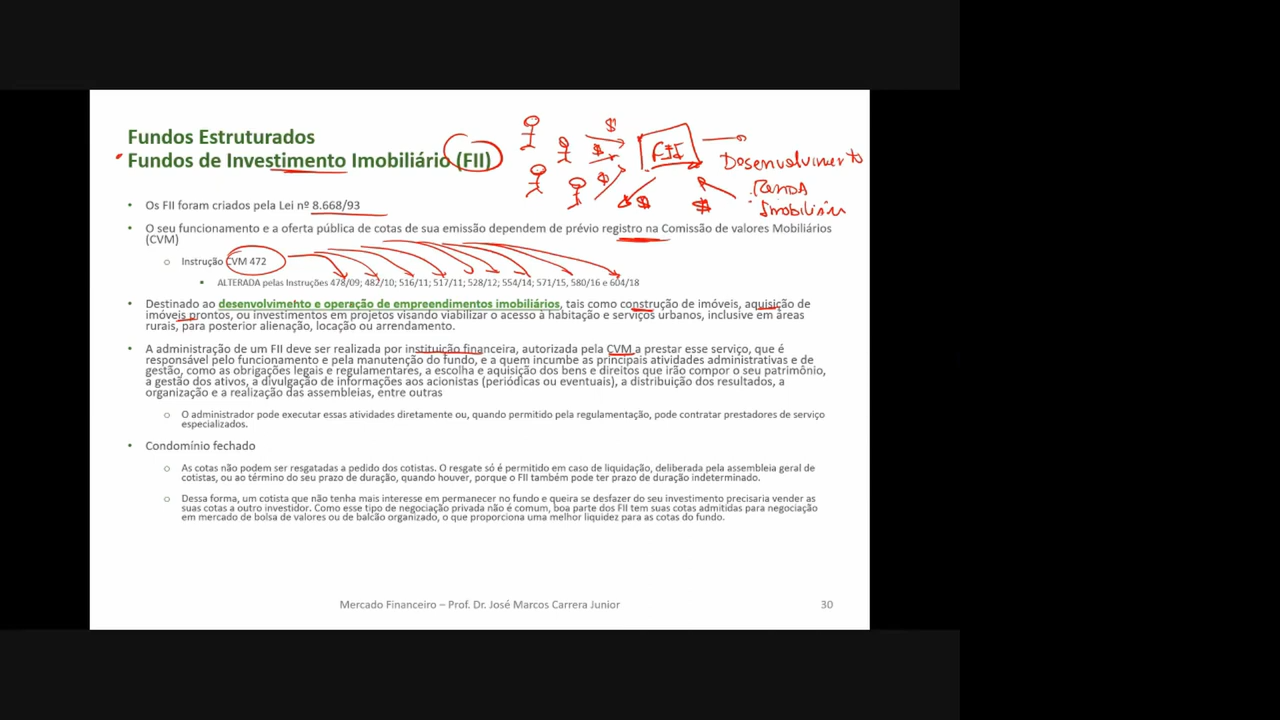 Fundos Estruturados
Fundos de Investimento Imobiliário (FII)
$
$
$
FII
Desenvolvimento
Renda
Imobiliária
$
$
• Os FII foram criados pela Lei nº 8.668/93
• O seu funcionamento e a oferta pública de cotas de sua emissão dependem de prévio registro na Comissão de valores Mobiliários
(CVM)
o Instrução CVM 472
▪ ALTERADA pelas Instruções 478/09; 482/10; 516/11; 517/11; 528/12; 554/14; 571/15, 580/16 e 604/18
• Destinado ao desenvolvimento e operação de empreendimentos imobiliários, tais como construção de imóveis, aquisição de
imóveis prontos, ou investimentos em projetos visando viabilizar o acesso à habitação e serviços urbanos, inclusive em áreas
rurais, para posterior alienação, locação ou arrendamento.
• A administração de um FII deve ser realizada por instituição financeira, autorizada pela CVM a prestar esse serviço, que é
responsável pelo funcionamento e pela manutenção do fundo, e a quem incumbe as principais atividades administrativas e de
gestão, como as obrigações legais e regulamentares, a escolha e aquisição dos bens e direitos que irão compor o seu patrimônio,
a gestão dos ativos, a divulgação de informações aos acionistas (periódicas ou eventuais), a distribuição dos resultados, a
organização e a realização das assembleias, entre outras
o O administrador pode executar essas atividades diretamente ou, quando permitido pela regulamentação, pode contratar prestadores de serviço
especializados.
• Condomínio fechado
o As cotas não podem ser resgatadas a pedido dos cotistas. O resgate só é permitido em caso de liquidação, deliberada pela assembleia geral de
cotistas, ou ao término do seu prazo de duração, quando houver, porque o FII também pode ter prazo de duração indeterminado.
o Dessa forma, um cotista que não tenha mais interesse em permanecer no fundo e queira se desfazer do seu investimento precisaria vender as
suas cotas a outro investidor. Como esse tipo de negociação privada não é comum, boa parte dos FII tem suas cotas admitidas para negociação
em mercado de bolsa de valores ou de balcão organizado, o que proporciona uma melhor liquidez para as cotas do fundo.
Mercado Financeiro – Prof. Dr. José Marcos Carrera Junior
30